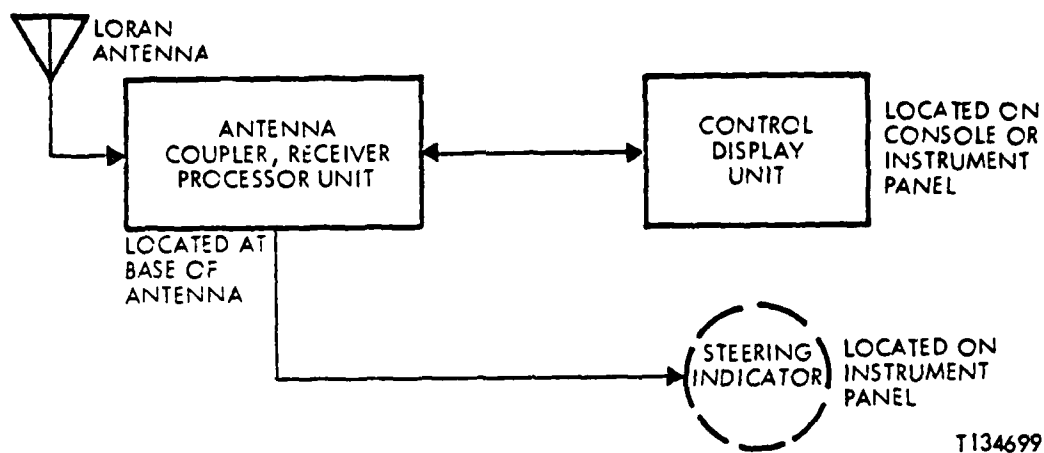 LORAN
ANTENNA
ANTENNA
COUPLER, RECEIVER
PROCESSOR UNIT
LOCATED AT
BASE OF
ANTENNA
CONTROL
DISPLAY
UNIT
LOCATED ON
CONSOLE OR
INSTRUMENT
PANEL
STEERING
INDICATOR
LOCATED ON
INSTRUMENT
PANEL
T134699